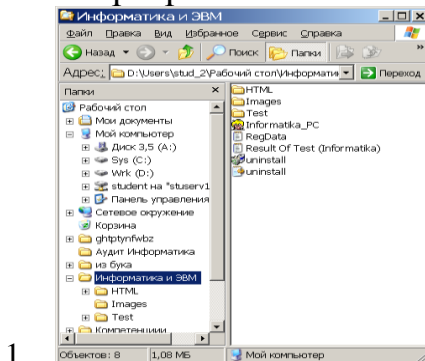 Информатика и ЭВМ
Файл Правка Вид Избранное Сервис Справка
Назад Поиск Папки
Адрес: D:\Users\stud_2\Рабочий стол\Информати Переход
Папки
Рабочий стол
Мои документы
Мой компьютер
Диск 3,5 (A:)
Sys (C:)
Wrk (D:)
student на "stuserv1
Панель управления
Сетевое окружение
Корзина
ghtptynfwbz
Аудит Информатика
из бука
Информатика и ЭВМ
HTML
Images
Test
Компетенциии
HTML
Images
Test
Informatika_PC
RegData
Result Of Test (Informatika)
uninstall
uninstall
Объектов: 8 1,08 МБ Мой компьютер
1